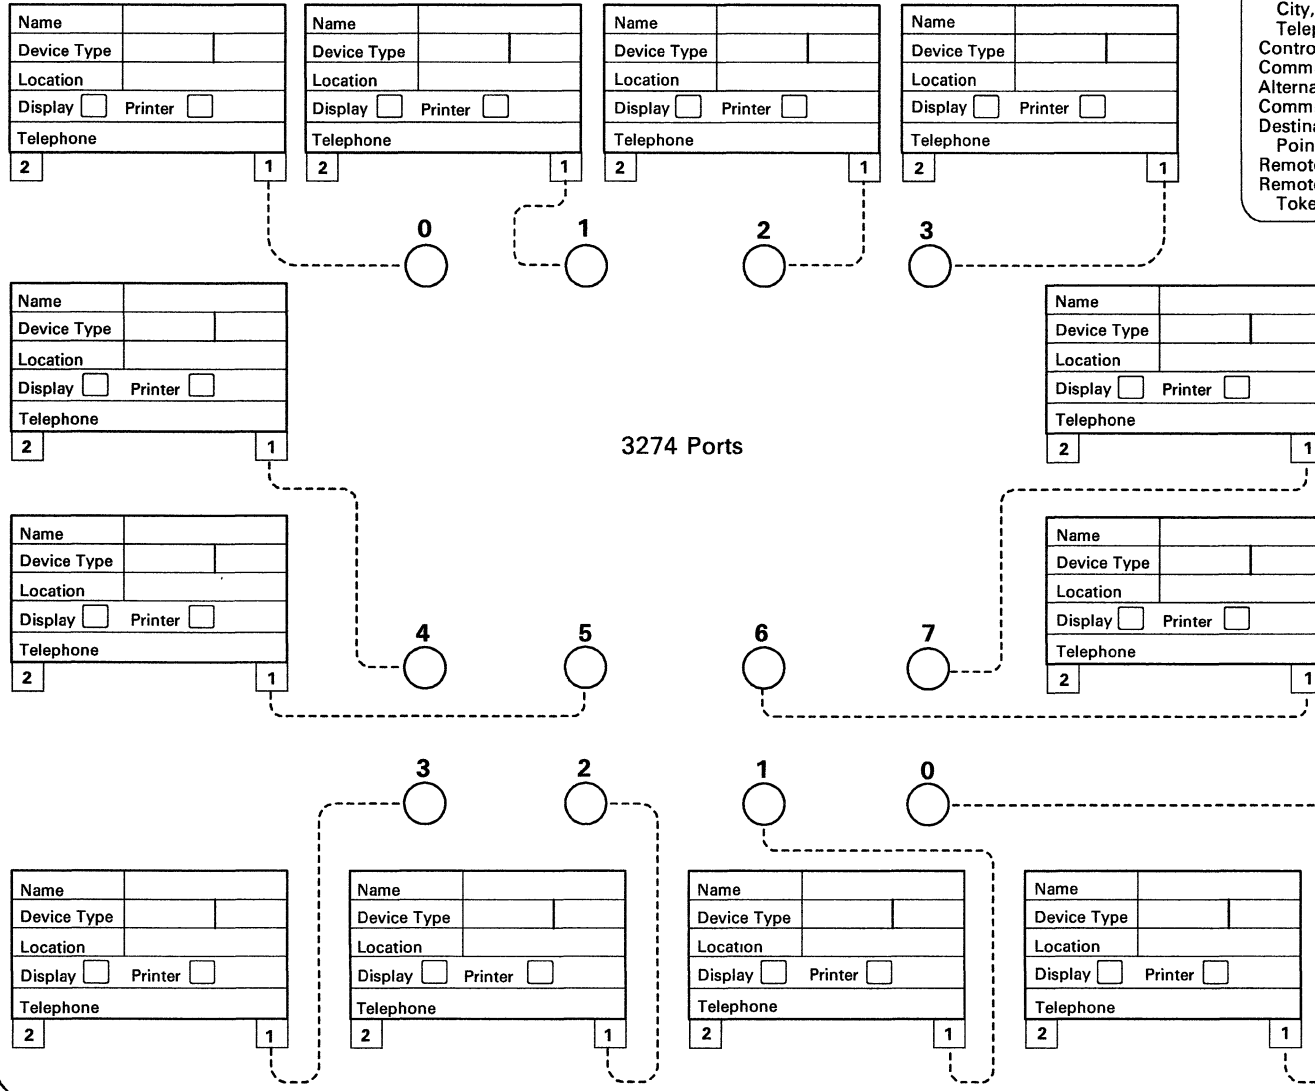 Name
Device Type
Location
Display Printer
Telephone
2 1
Name
Device Type
Location
Display Printer
Telephone
2 1
Name
Device Type
Location
Display Printer
Telephone
2 1
Name
Device Type
Location
Display Printer
Telephone
2 1
City,
Telep
Contro
Comm
Alterna
Comm
Destina
Poin
Remote
Remote
Toke
0 1 2 3
Name
Device Type
Location
Display Printer
Telephone
2 1
Name
Device Type
Location
Display Printer
Telephone
2 1
3274 Ports
Name
Device Type
Location
Display Printer
Telephone
2 1
Name
Device Type
Location
Display Printer
Telephone
2 1
4 5 6 7
3 2 1 0
Name
Device Type
Location
Display Printer
Telephone
2 1
Name
Device Type
Location
Display Printer
Telephone
2 1
Name
Device Type
Location
Display Printer
Telephone
2 1
Name
Device Type
Location
Display Printer
Telephone
2 1